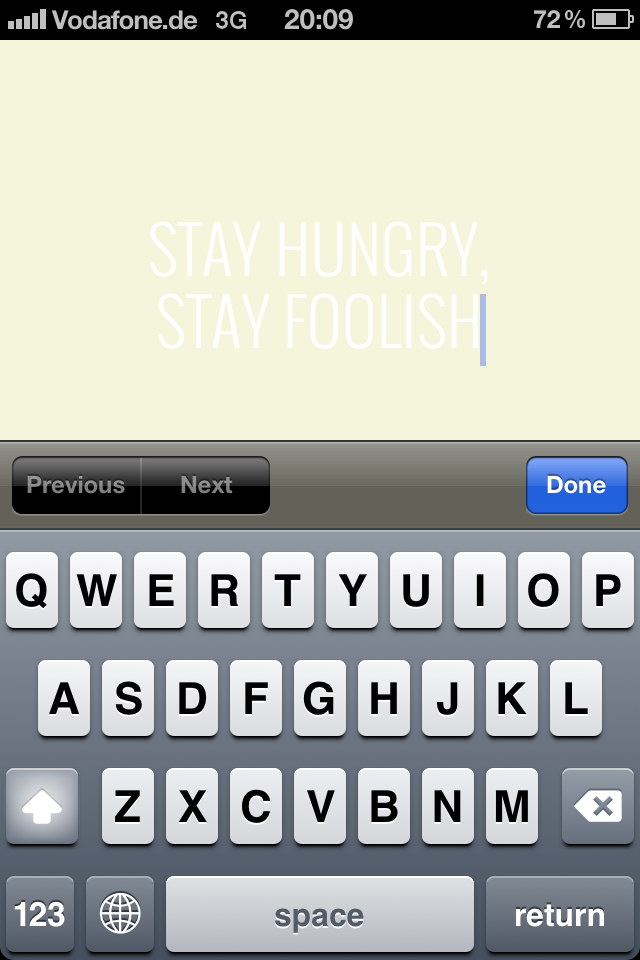 Vodafone.de 3G 20:09 72 %
STAY HUNGRY,
STAY FOOLISH
Previous Next Done
Q W E R T Y U I O P
A S D F G H J K L
Z X C V B N M
123 space return